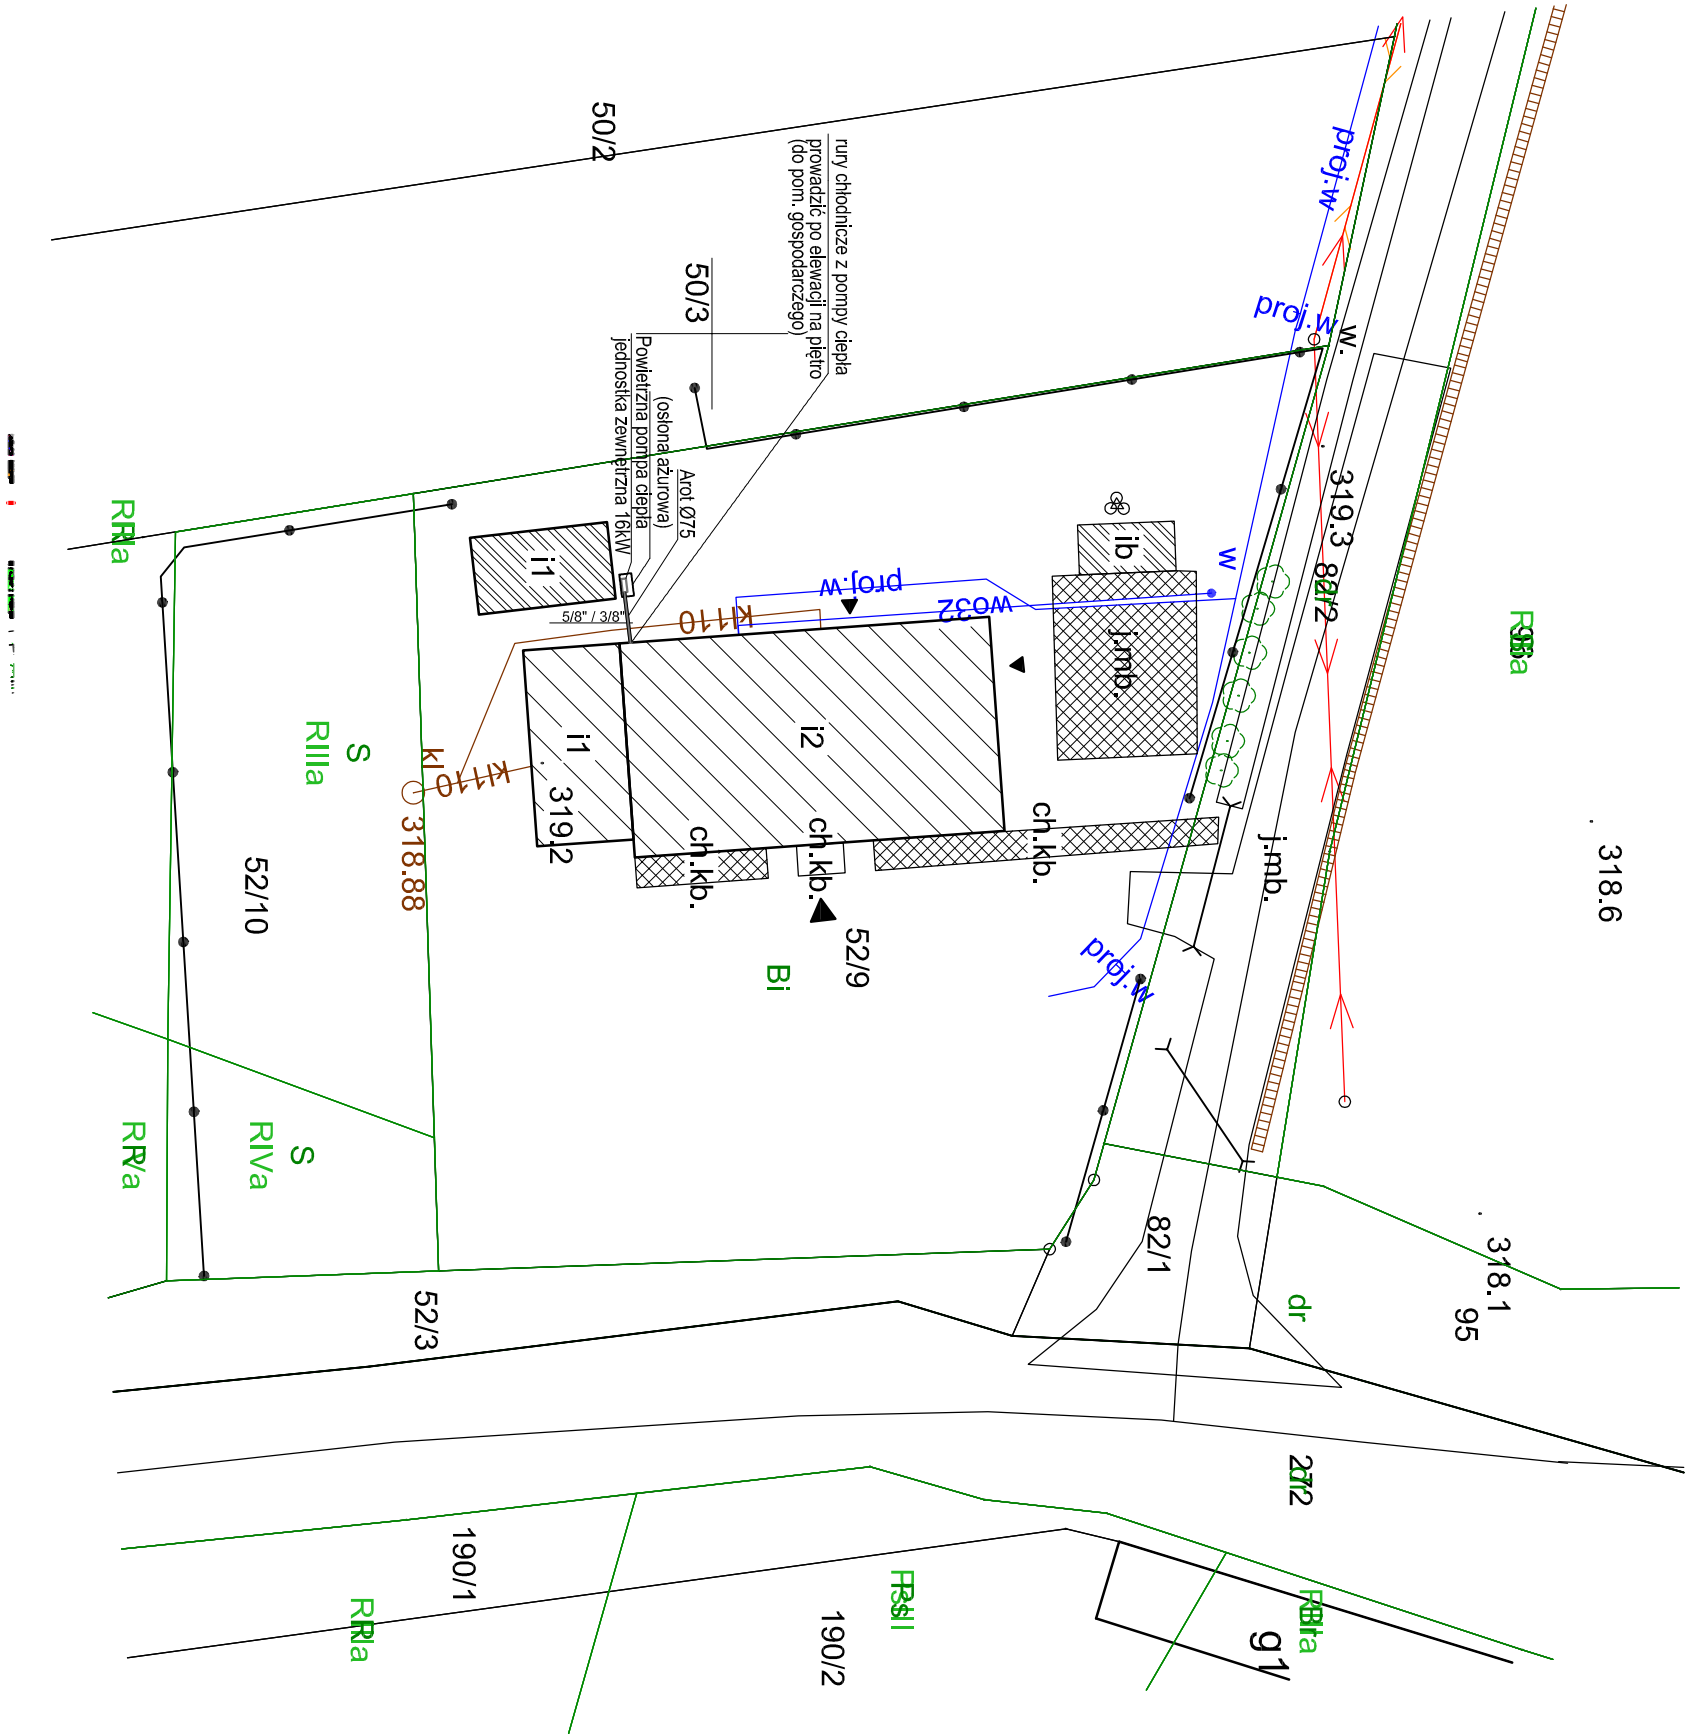 50/2
rury chłodnicze z pompy ciepła
prowadzić po elewacji na piętro
(do pom. gospodarczego)
50/3
Powietrzna pompa ciepła
jednostka zewnętrzna 16kW
(osłona ażurowa)
Arot Ø75
5/8" / 3/8"
proj.w
proj.w
w.
319.3
82/2
w
ib
j.mb.
proj.w
wo32
kl110
i1
i2
i1
319.2
kl
kl110
318.88
S
RIIIa
52/10
ch.kb.
ch.kb.
ch.kb.
52/9
Bi
j.mb.
proj.w
318.6
S
RIVa
82/1
318.1
95
dr
52/3
272
dr
190/1
190/2
g1